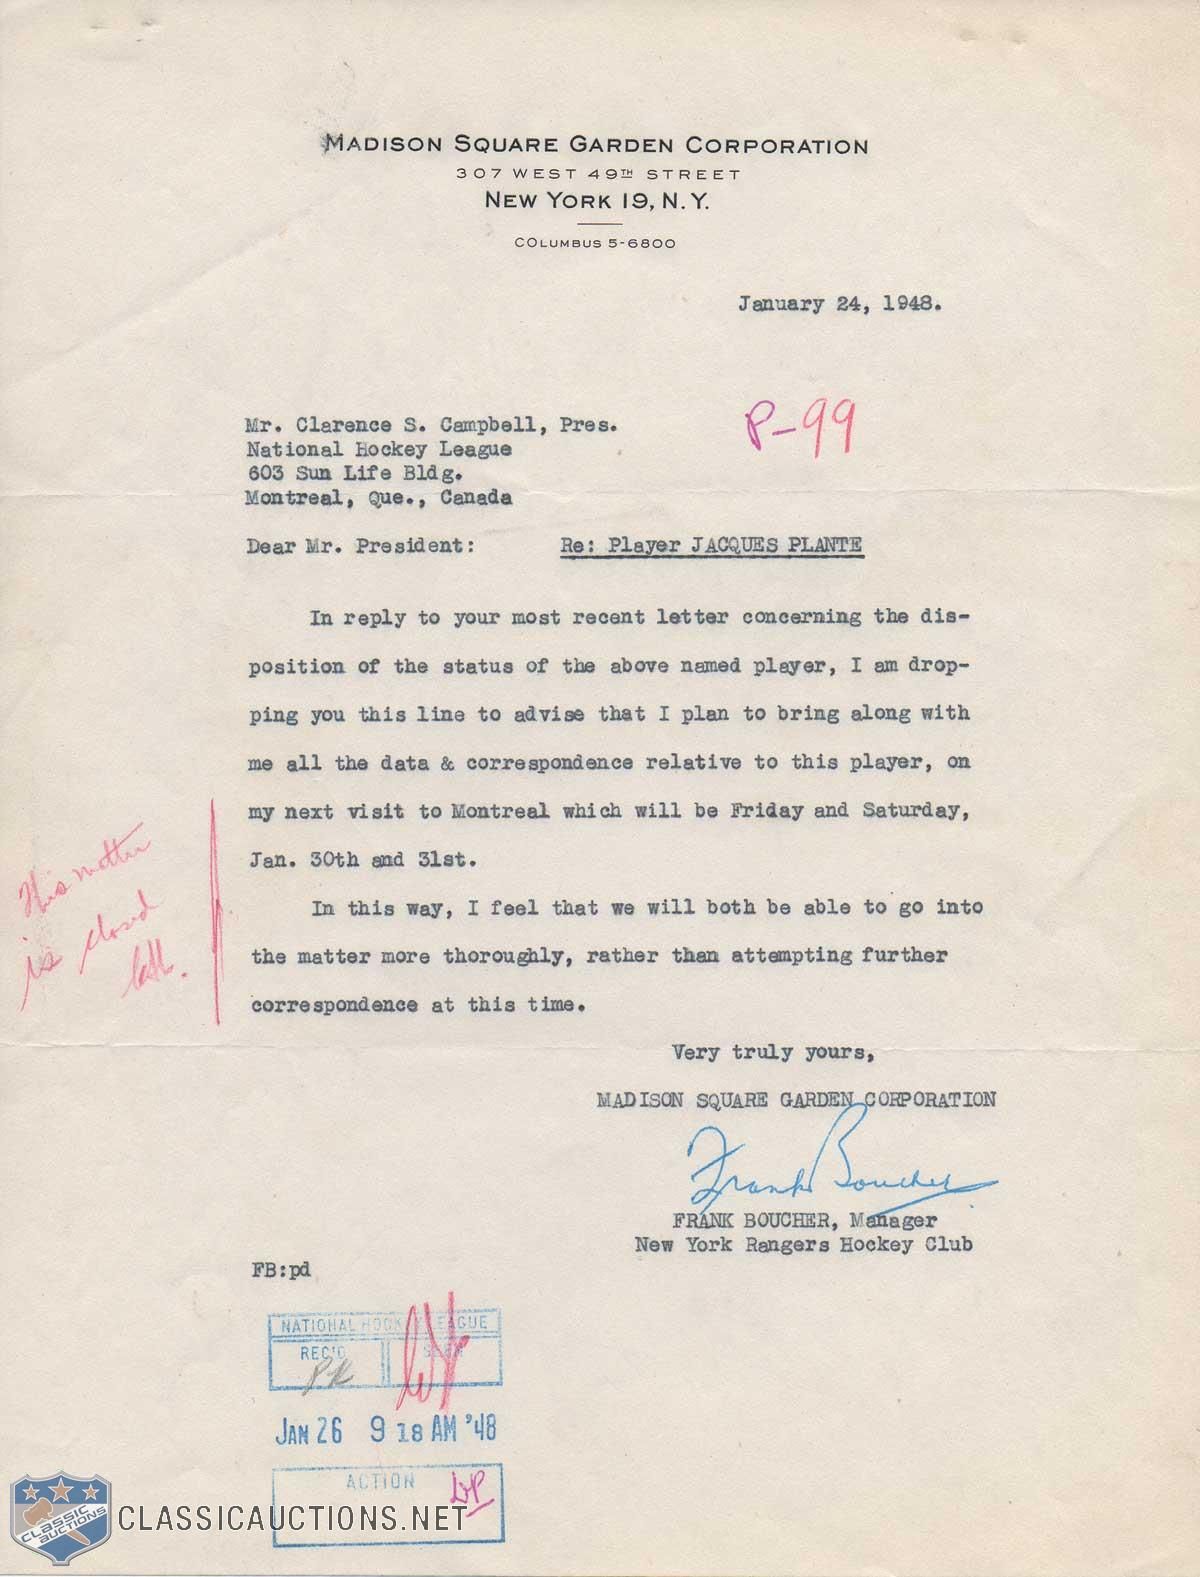 MADISON SQUARE GARDEN CORPORATION
307 WEST 49TH STREET
NEW YORK 19, N.Y.
COLUMBUS 5-6800
January 24, 1948.
P-99
Mr. Clarence S. Campbell, Pres.
National Hockey League
603 Sun Life Bldg.
Montreal, Que., Canada
Dear Mr. President: Re: Player JACQUES PLANTE
In reply to your most recent letter concerning the dis-
position of the status of the above named player, I am drop-
ping you this line to advise that I plan to bring along with
me all the data & correspondence relative to this player, on
my next visit to Montreal which will be Friday and Saturday,
Jan. 30th and 31st.
This matter
is closed
In this way, I feel that we will both be able to go into
the matter more thoroughly, rather than attempting further
correspondence at this time.
Very truly yours,
MADISON SQUARE GARDEN CORPORATION
Frank Boucher
FRANK BOUCHER, Manager
New York Rangers Hockey Club
FB:pd
NATIONAL HOCKEY LEAGUE
REC'D SEEN
JAN 26 9 18 AM '48
ACTION
CLASSIC AUCTIONS
CLASSICAUCTIONS.NET